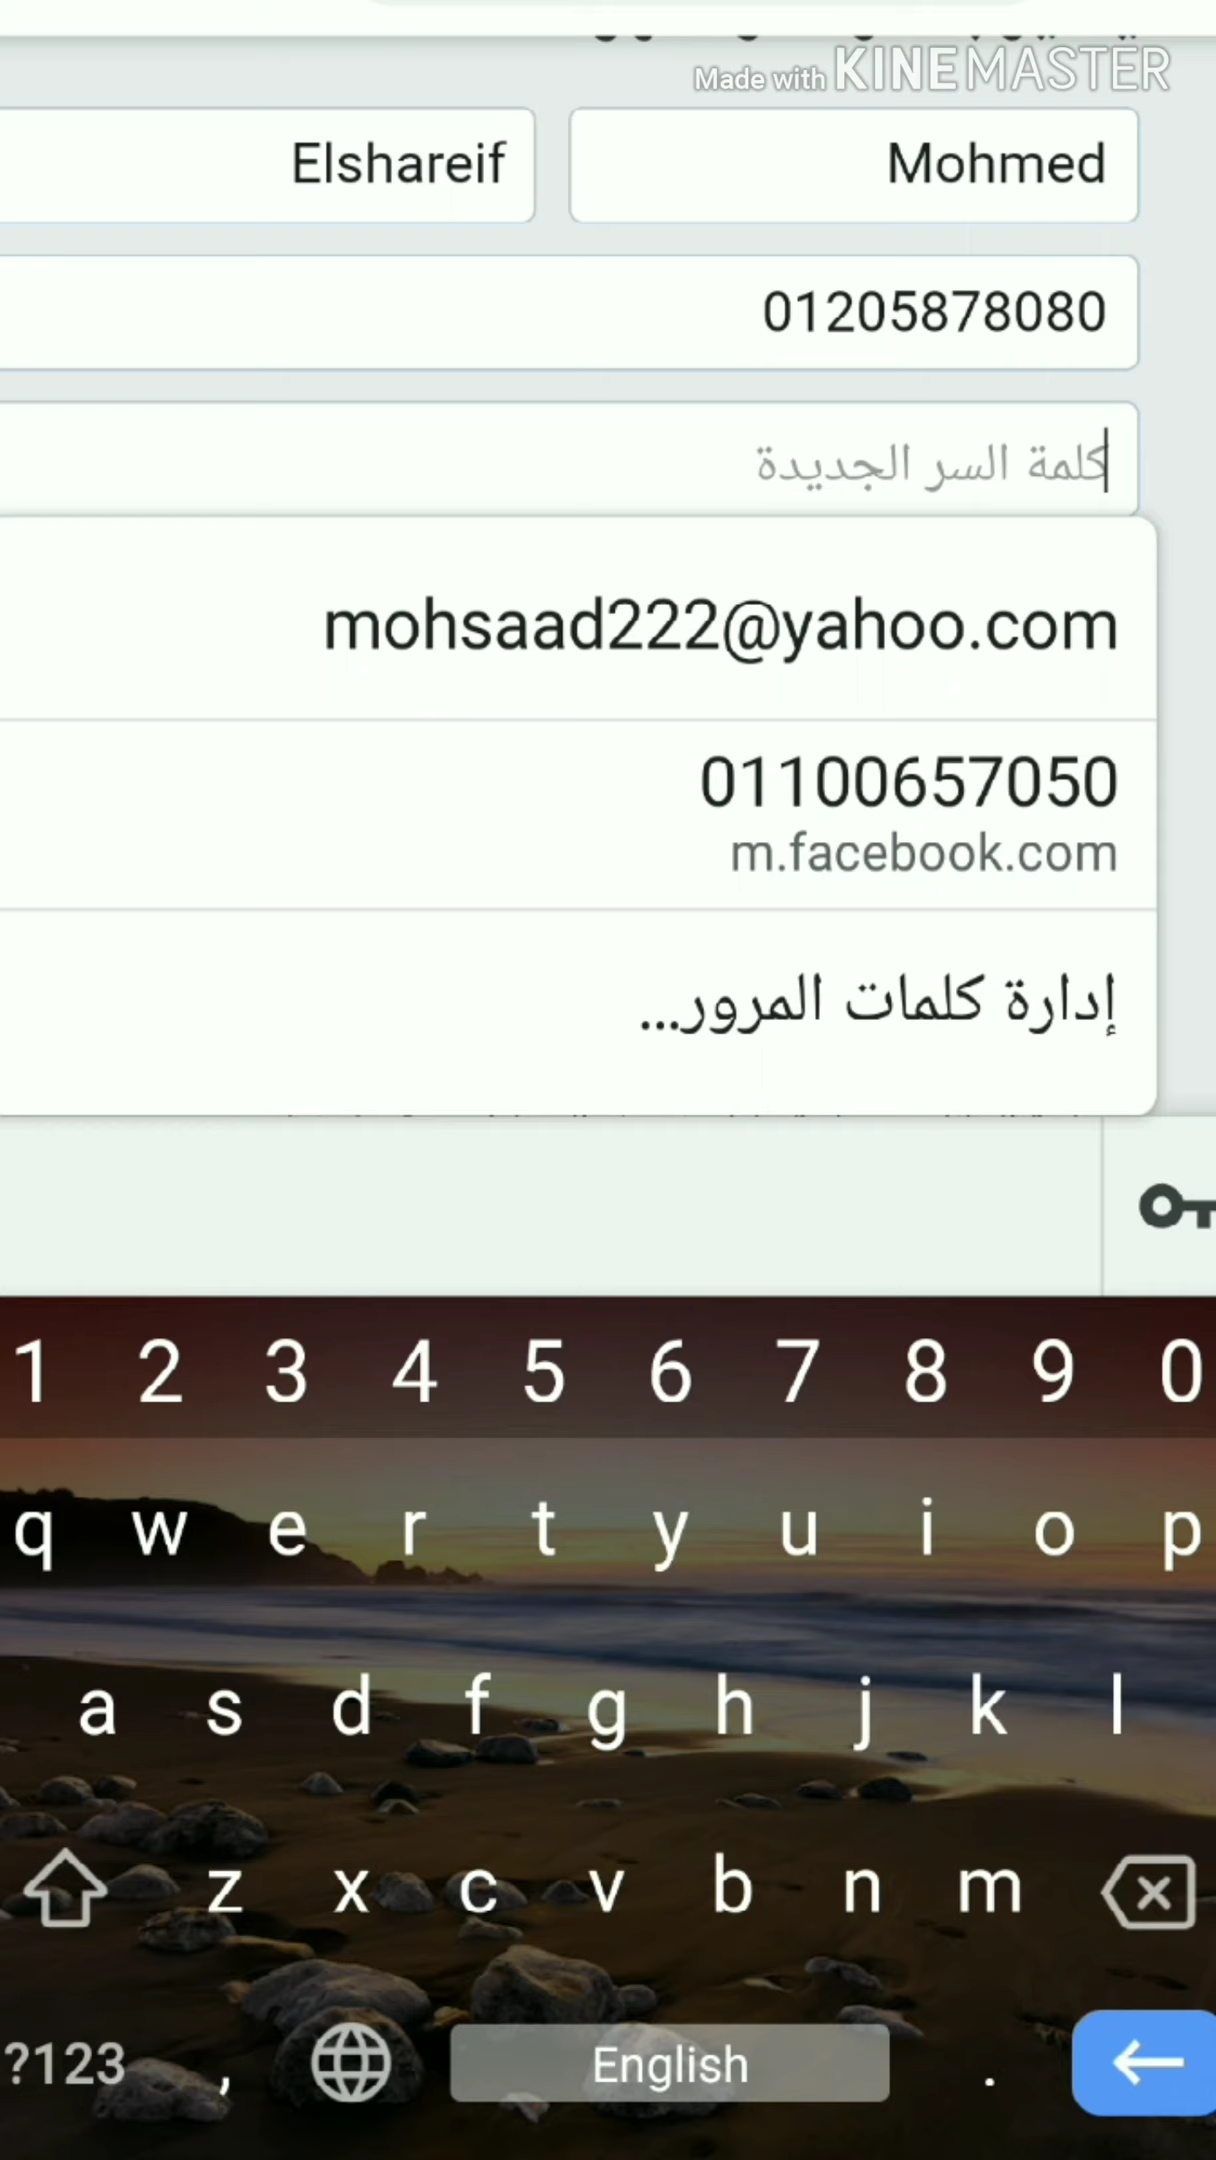 Made with KINEMASTER
Mohmed
Elshareif
01205878080
كلمة السر الجديدة
mohsaad222@yahoo.com
01100657050
m.facebook.com
إدارة كلمات المرور...
1 2 3 4 5 6 7 8 9 0
q w e r t y u i o p
a s d f g h j k l
z x c v b n m
?123 , English .